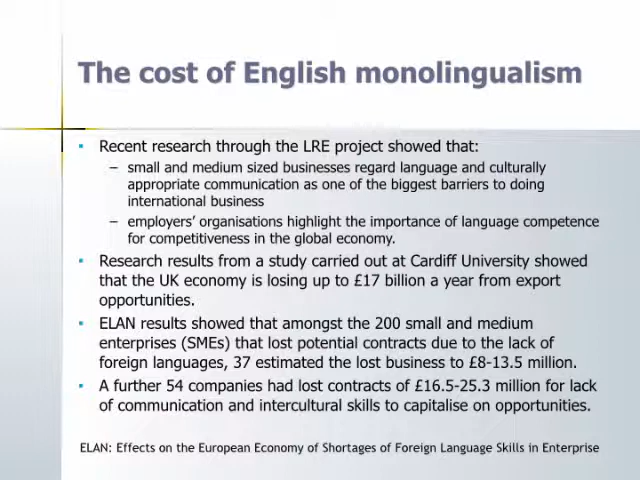 The cost of English monolingualism
▪ Recent research through the LRE project showed that:
– small and medium sized businesses regard language and culturally
appropriate communication as one of the biggest barriers to doing
international business
– employers’ organisations highlight the importance of language competence
for competitiveness in the global economy.
▪ Research results from a study carried out at Cardiff University showed
that the UK economy is losing up to £17 billion a year from export
opportunities.
▪ ELAN results showed that amongst the 200 small and medium
enterprises (SMEs) that lost potential contracts due to the lack of
foreign languages, 37 estimated the lost business to £8-13.5 million.
▪ A further 54 companies had lost contracts of £16.5-25.3 million for lack
of communication and intercultural skills to capitalise on opportunities.
ELAN: Effects on the European Economy of Shortages of Foreign Language Skills in Enterprise